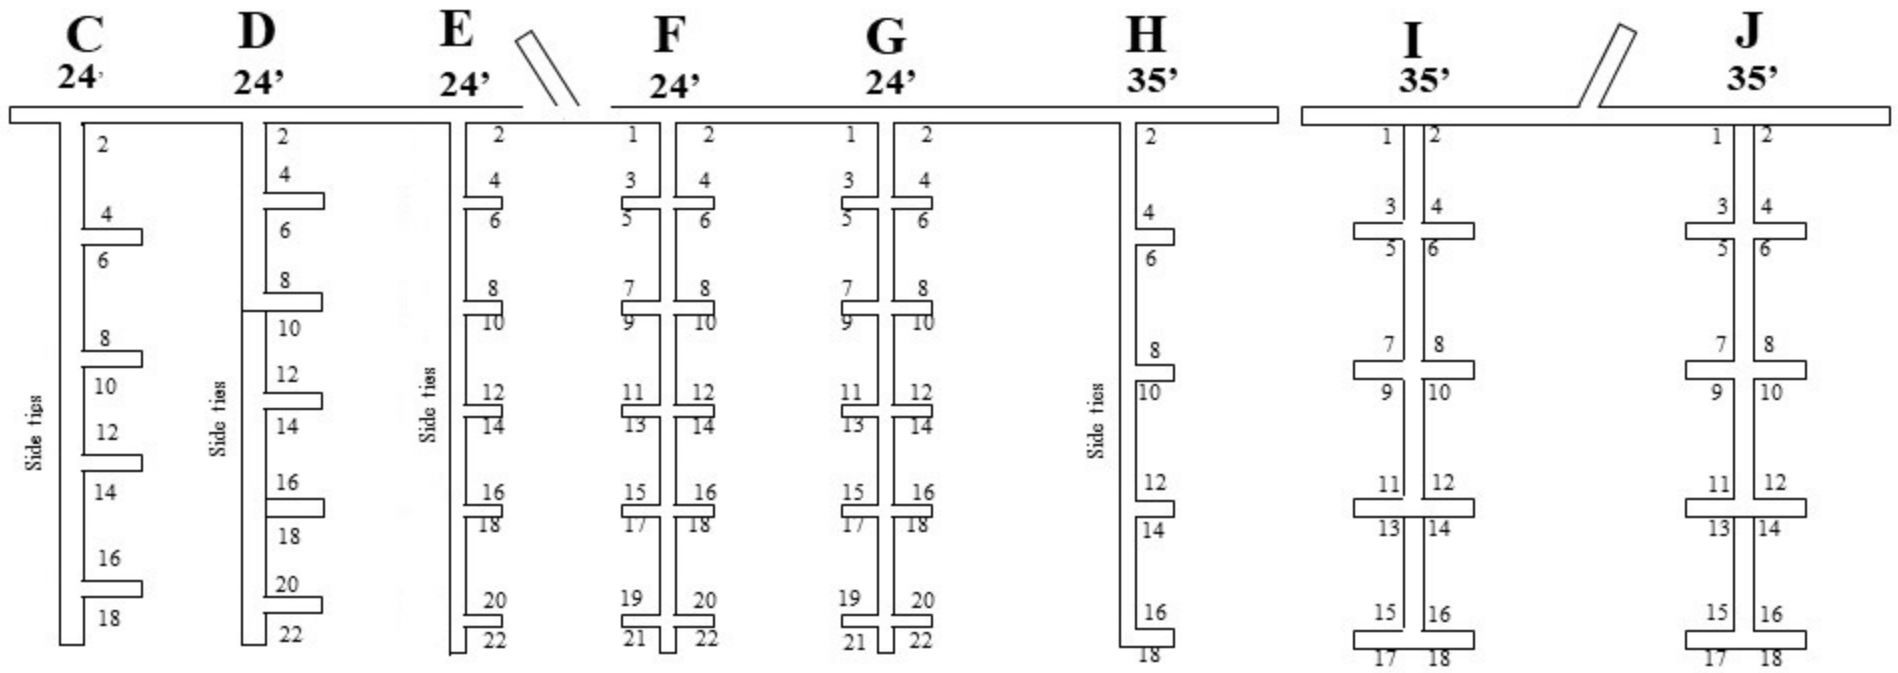 C D E F G H I J
24’ 24’ 24’ 24’ 24’ 35’ 35’ 35’
2 2 2 1 2 1 2 2 1 2 1 2
4 4 4 3 4 3 4 4 3 4 3 4
6 6 6 5 6 5 6 6 5 6 5 6
8 8 8 7 8 7 8 8 7 8 7 8
10 10 10 9 10 9 10 10 9 10 9 10
12 12 12 11 12 11 12 12 11 12 11 12
14 14 14 13 14 13 14 14 13 14 13 14
16 16 16 15 16 15 16 16 15 16 15 16
18 18 18 17 18 17 18 18 17 18 17 18
20 20 19 20 19 20
22 22 21 22 21 22
Side ties
Side ties
Side ties
Side ties